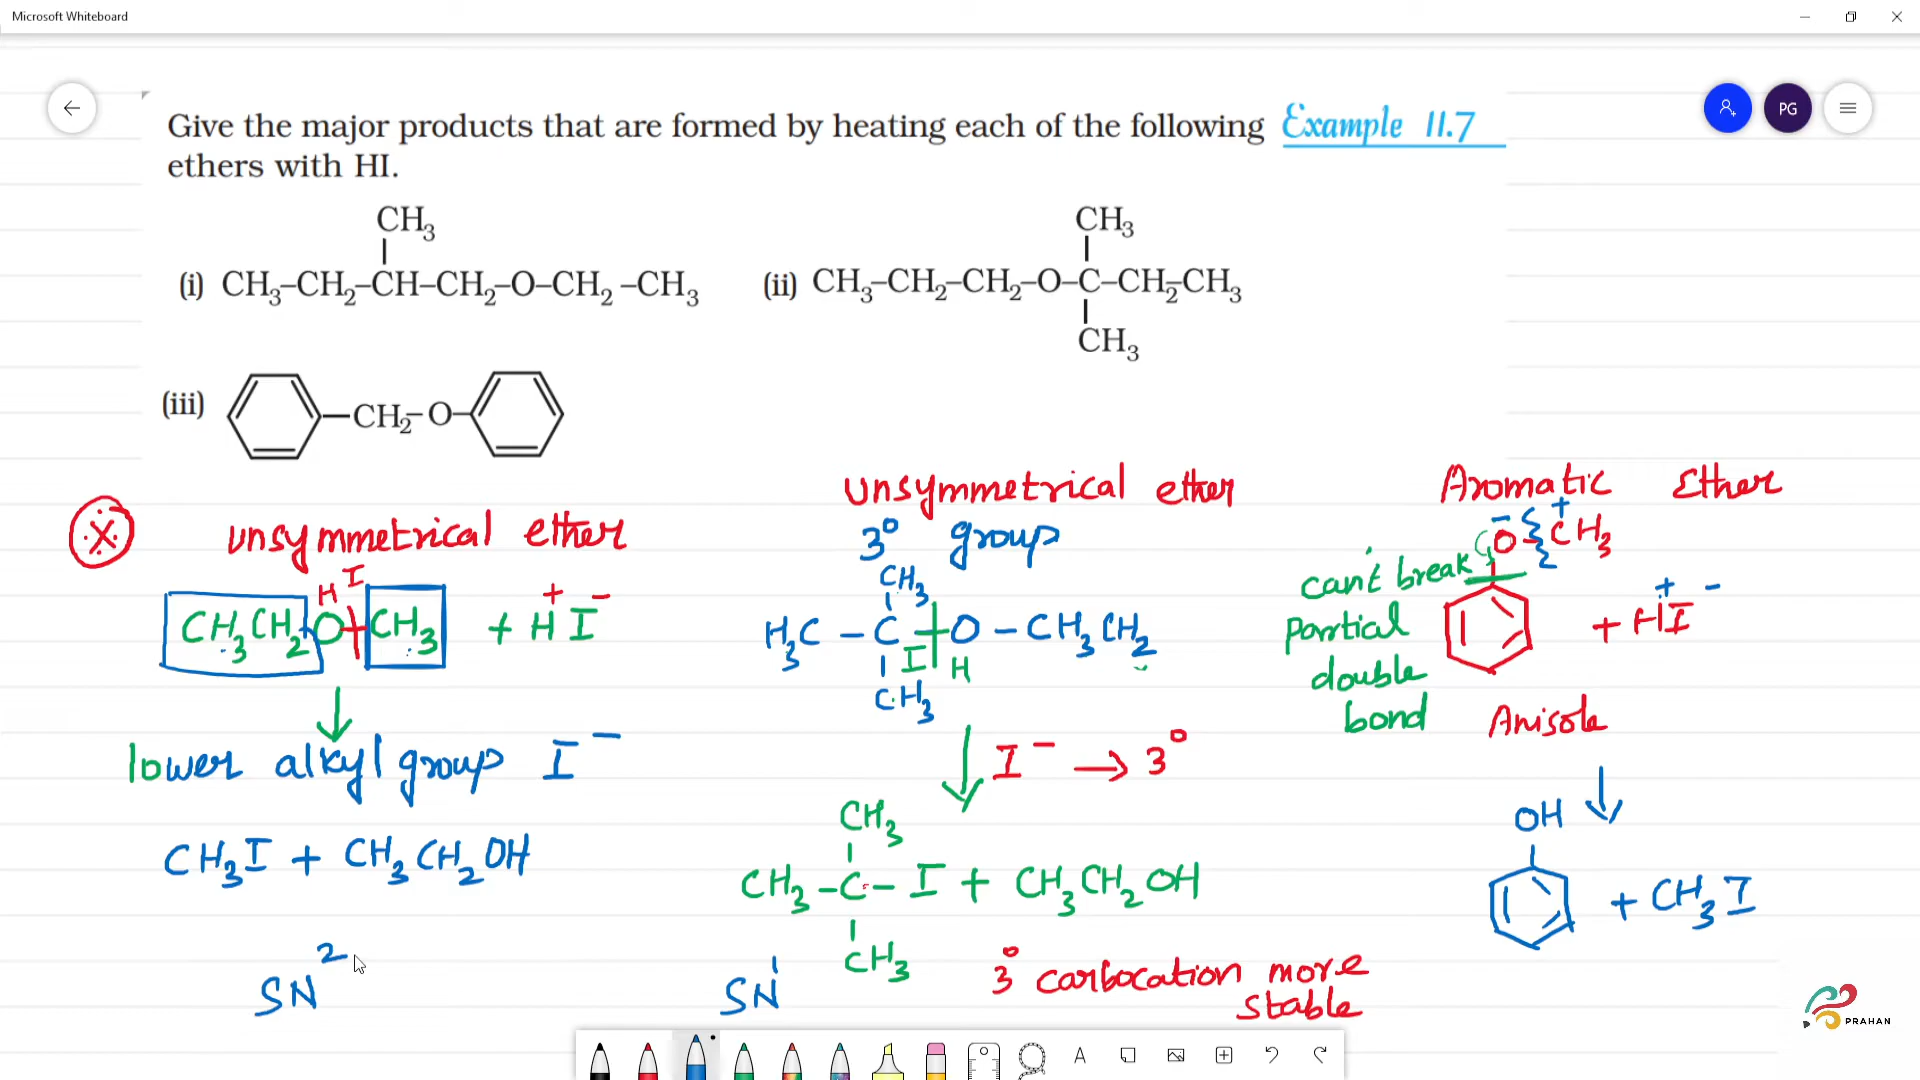 Microsoft Whiteboard
PG
Give the major products that are formed by heating each of the following Example 11.7
ethers with HI.
CH3
(i) CH3–CH2–CH–CH2–O–CH2–CH3
CH3
(ii) CH3–CH2–CH2–O–C–CH2–CH3
CH3
(iii) –CH2–O–
unsymmetrical ether
H I
CH3CH2 O CH3 + H+ I–
lower alkyl group I–
CH3I + CH3CH2OH
SN2
unsymmetrical ether
3° group
CH3
H3C – C – O – CH3CH2
I H
CH3
I– → 3°
CH3
CH3 – C – I + CH3CH2OH
CH3
SN1
3° carbocation more
stable
Aromatic Ether
– +
O CH3
can't break
partial
double
bond
+ –
+ HI
Anisole
OH
+ CH3I
PRAHAN
A